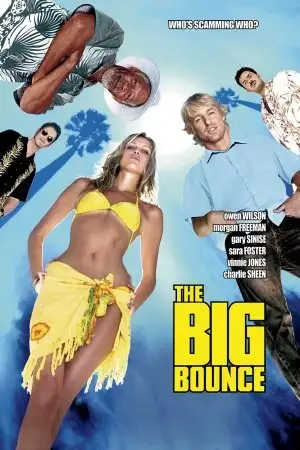 WHO'S SCAMMING WHO?
owen WILSON
morgan FREEMAN
gary SINISE
sara FOSTER
vinnie JONES
charlie SHEEN
THE
BIG
BOUNCE